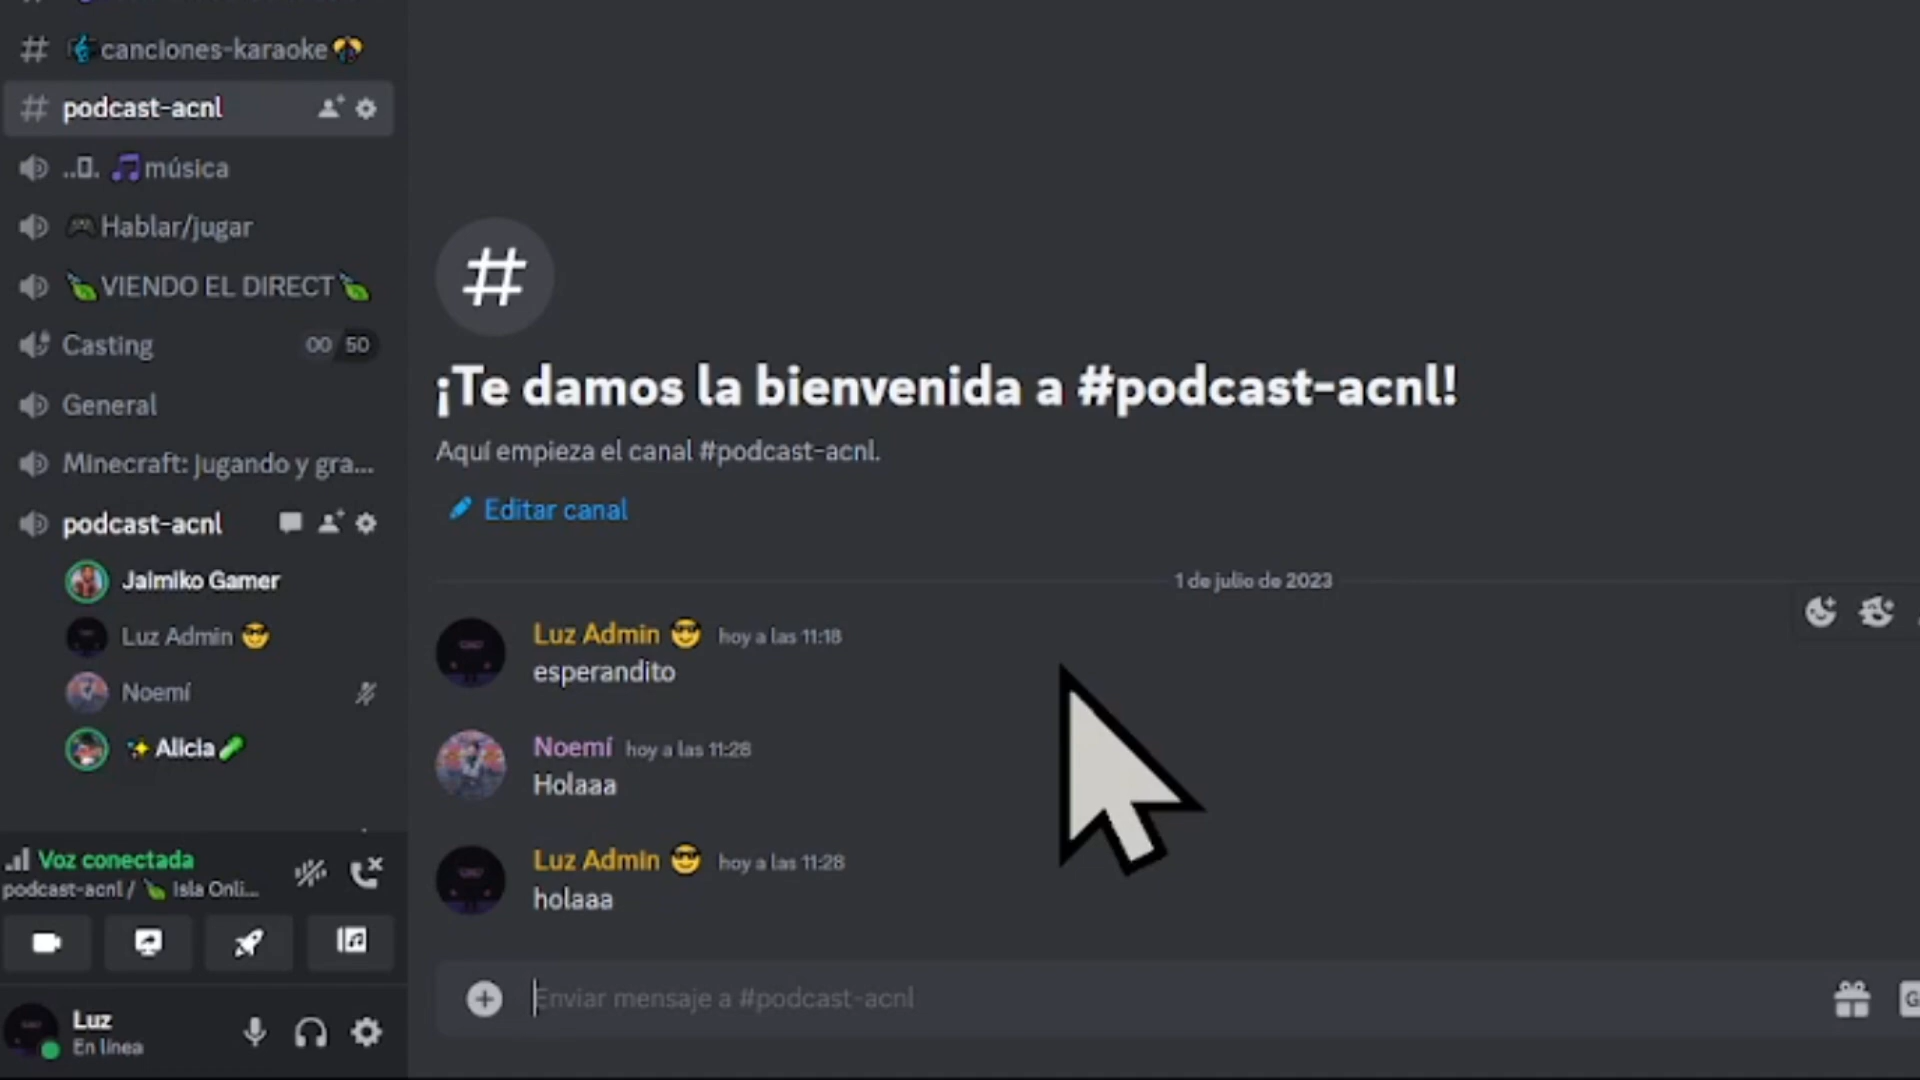 canciones-karaoke
podcast-acnl
música
Hablar/jugar
VIENDO EL DIRECT
Casting
00 50
General
Minecraft: jugando y gra...
podcast-acnl
Jaimiko Gamer
Luz Admin 😎
Noemí
✨ Alicia
Voz conectada
podcast-acnl / Isla Onli...
Luz
En línea
¡Te damos la bienvenida a #podcast-acnl!
Aquí empieza el canal #podcast-acnl.
Editar canal
1 de julio de 2023
Luz Admin 😎 hoy a las 11:18
esperandito
Noemí hoy a las 11:28
Holaaa
Luz Admin 😎 hoy a las 11:28
holaaa
Enviar mensaje a #podcast-acnl